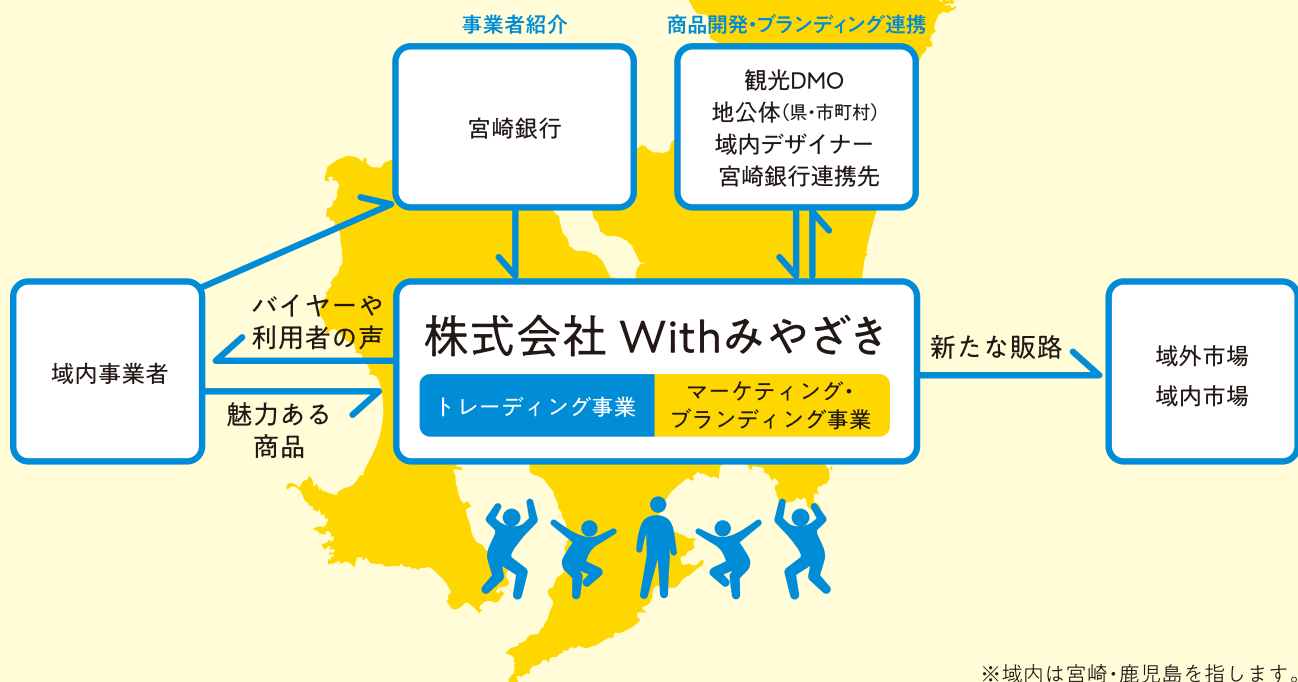 事業者紹介
商品開発・ブランディング連携
宮崎銀行
観光DMO
地公体(県・市町村)
域内デザイナー
宮崎銀行連携先
域内事業者
バイヤーや
利用者の声
魅力ある
商品
株式会社 Withみやざき
トレーディング事業
マーケティング・
ブランディング事業
新たな販路
域外市場
域内市場
※域内は宮崎・鹿児島を指します。